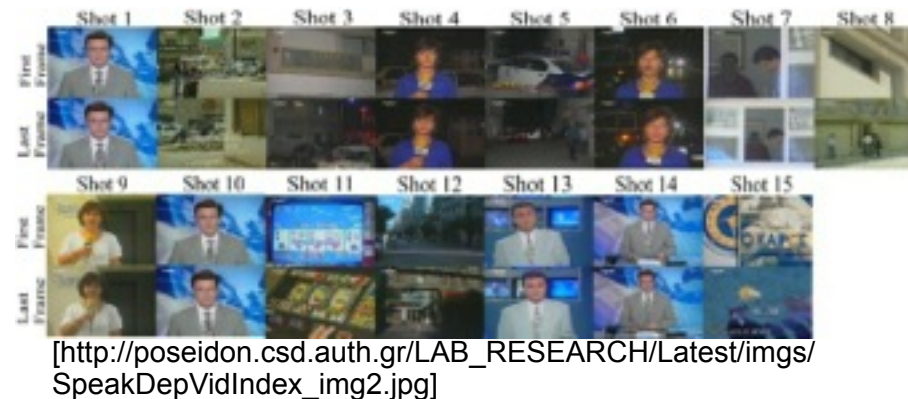 Shot 1 Shot 2 Shot 3 Shot 4 Shot 5 Shot 6 Shot 7 Shot 8
First Frame
Last Frame
Shot 9 Shot 10 Shot 11 Shot 12 Shot 13 Shot 14 Shot 15
First Frame
Last Frame
[http://poseidon.csd.auth.gr/LAB_RESEARCH/Latest/imgs/
SpeakDepVidIndex_img2.jpg]